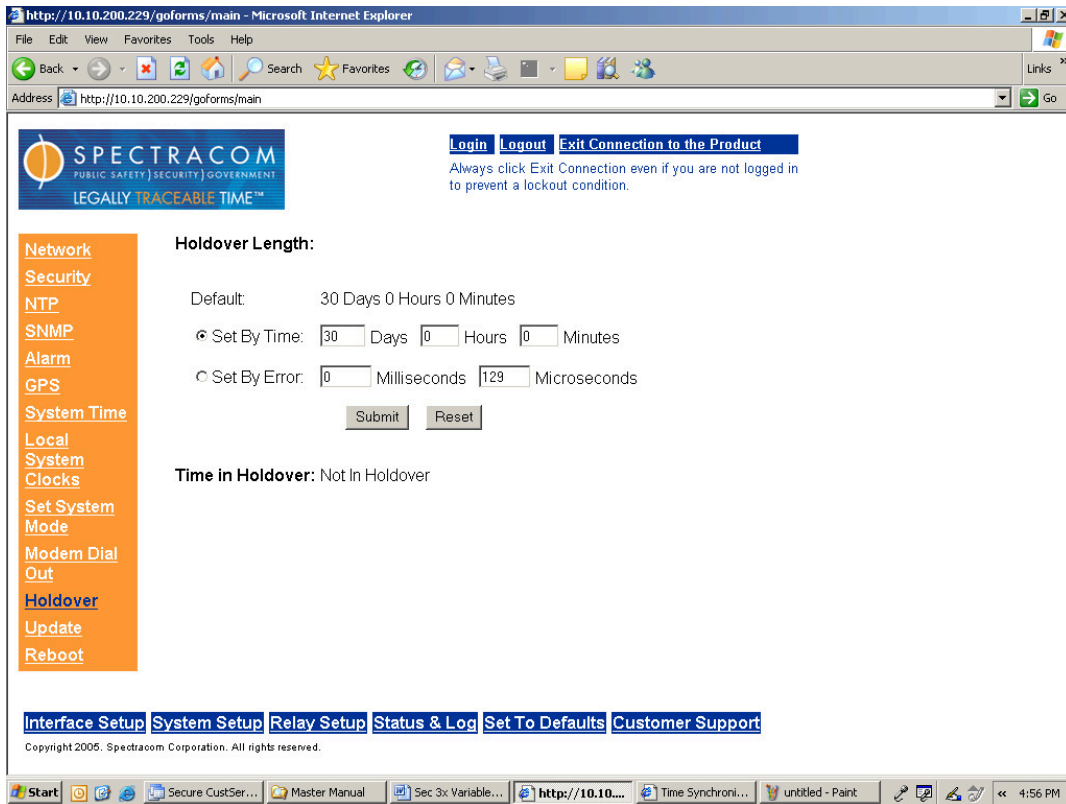 http://10.10.200.229/goforms/main - Microsoft Internet Explorer
File Edit View Favorites Tools Help
Back Search Favorites Links »
Address http://10.10.200.229/goforms/main Go
SPECTRACOM
PUBLIC SAFETY } SECURITY } GOVERNMENT
LEGALLY TRACEABLE TIME™
Login Logout Exit Connection to the Product
Always click Exit Connection even if you are not logged in
to prevent a lockout condition.
Network
Security
NTP
SNMP
Alarm
GPS
System Time
Local
System
Clocks
Set System
Mode
Modem Dial
Out
Holdover
Update
Reboot
Holdover Length:
Default: 30 Days 0 Hours 0 Minutes
Set By Time: 30 Days 0 Hours 0 Minutes
Set By Error: 0 Milliseconds 129 Microseconds
Submit Reset
Time in Holdover: Not In Holdover
Interface Setup System Setup Relay Setup Status & Log Set To Defaults Customer Support
Copyright 2005. Spectracom Corporation. All rights reserved.
Start Secure CustSer... Master Manual Sec 3x Variable... http://10.10.... Time Synchroni... untitled - Paint « 4:56 PM